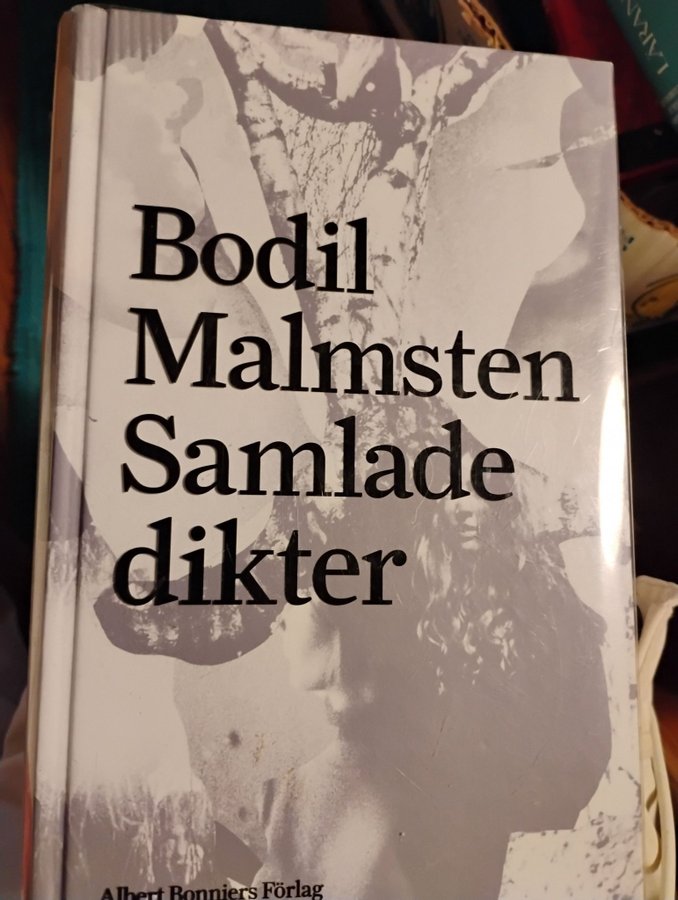 Bodil
Malmsten
Samlade
dikter
Albert Bonniers Förlag